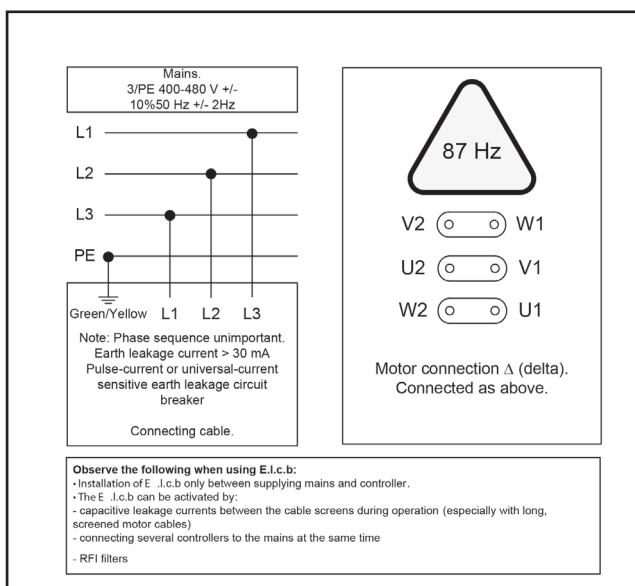 Mains.
3/PE 400-480 V +/-
10%50 Hz +/- 2Hz
L1
L2
L3
PE
Green/Yellow L1 L2 L3
Note: Phase sequence unimportant.
Earth leakage current > 30 mA
Pulse-current or universal-current
sensitive earth leakage circuit
breaker
Connecting cable.
87 Hz
V2 W1
U2 V1
W2 U1
Motor connection Δ (delta).
Connected as above.
Observe the following when using E.l.c.b:
• Installation of E .l.c.b only between supplying mains and controller.
• The E .l.c.b can be activated by:
- capacitive leakage currents between the cable screens during operation (especially with long,
screened motor cables)
- connecting several controllers to the mains at the same time
- RFI filters